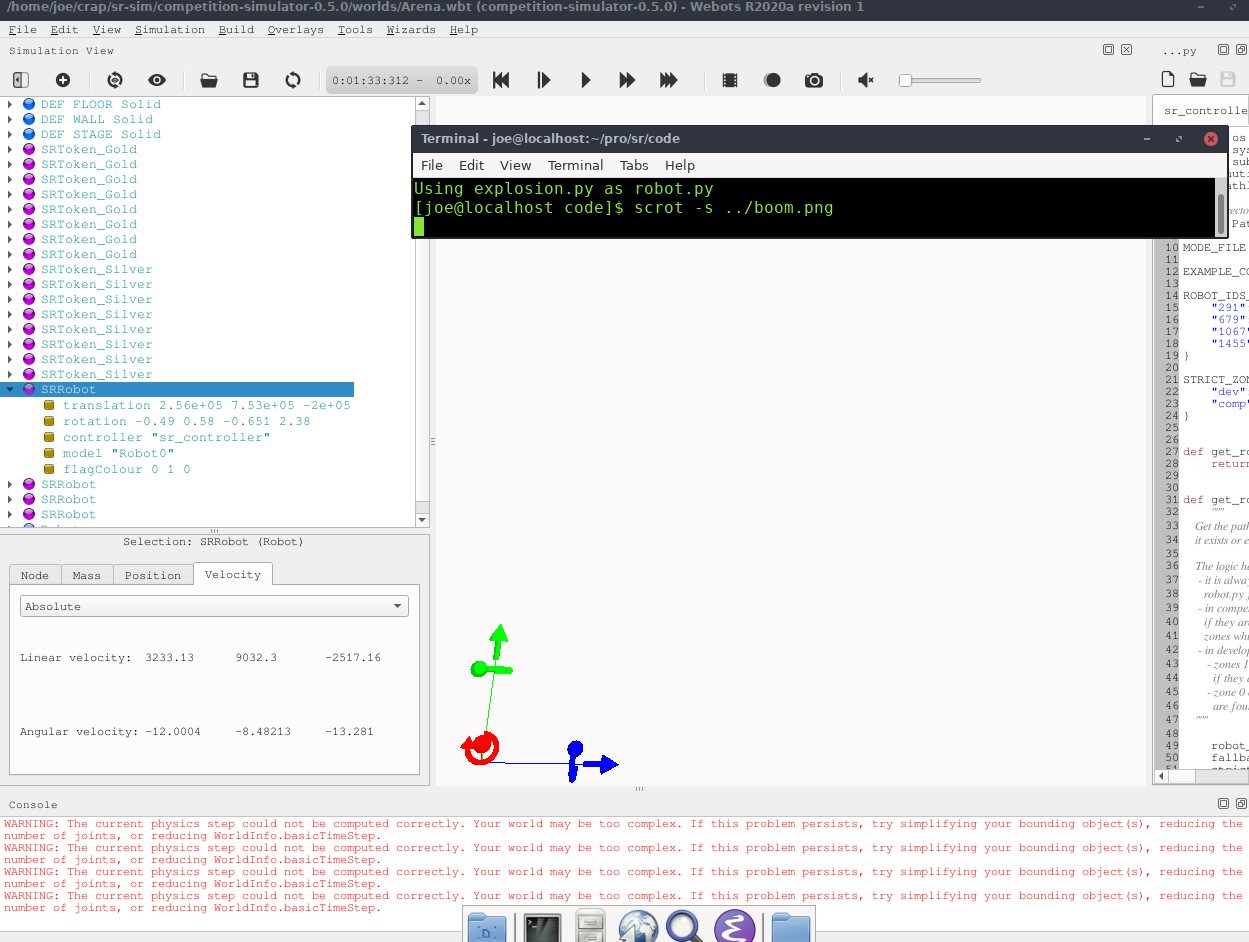 /home/joe/crap/sr-sim/competition-simulator-0.5.0/worlds/Arena.wbt (competition-simulator-0.5.0) - Webots R2020a revision 1
File Edit View Simulation Build Overlays Tools Wizards Help
Simulation View
...py
0:01:33:312 - 0.00x
DEF FLOOR Solid
DEF WALL Solid
DEF STAGE Solid
SRToken_Gold
SRToken_Gold
SRToken_Gold
SRToken_Gold
SRToken_Gold
SRToken_Gold
SRToken_Gold
SRToken_Gold
SRToken_Silver
SRToken_Silver
SRToken_Silver
SRToken_Silver
SRToken_Silver
SRToken_Silver
SRToken_Silver
SRToken_Silver
SRRobot
translation 2.56e+05 7.53e+05 -2e+05
rotation -0.49 0.58 -0.651 2.38
controller "sr_controller"
model "Robot0"
flagColour 0 1 0
SRRobot
SRRobot
SRRobot
Selection: SRRobot (Robot)
Node Mass Position Velocity
Absolute
Linear velocity: 3233.13 9032.3 -2517.16
Angular velocity: -12.0004 -8.48213 -13.281
Terminal - joe@localhost:~/pro/sr/code
File Edit View Terminal Tabs Help
Using explosion.py as robot.py
[joe@localhost code]$ scrot -s ../boom.png
sr_controlle
os
sys
sub
Pat
10 MODE_FILE
11
12 EXAMPLE_CO
13
14 ROBOT_IDS_
15 "291"
16 "679"
17 "1067"
18 "1455"
19 }
20
21 STRICT_ZON
22 "dev"
23 "comp"
24 }
25
26
27 def get_ro
28 return
29
30
31 def get_ro
32 """
33 Get the path
34 it exists or e
35
36 The logic he
37 - it is alway
38 robot.py f
39 - in compe
40 if they are
41 zones whi
42 - in develop
43 - zones 1
44 if they a
45 - zone 0 a
46 are foun
47 """
48
49 robot_
50 fallba
Console
WARNING: The current physics step could not be computed correctly. Your world may be too complex. If this problem persists, try simplifying your bounding object(s), reducing the
number of joints, or reducing WorldInfo.basicTimeStep.
WARNING: The current physics step could not be computed correctly. Your world may be too complex. If this problem persists, try simplifying your bounding object(s), reducing the
number of joints, or reducing WorldInfo.basicTimeStep.
WARNING: The current physics step could not be computed correctly. Your world may be too complex. If this problem persists, try simplifying your bounding object(s), reducing the
number of joints, or reducing WorldInfo.basicTimeStep.
WARNING: The current physics step could not be computed correctly. Your world may be too complex. If this problem persists, try simplifying your bounding object(s), reducing the
number of joints, or reducing WorldInfo.basicTimeStep.